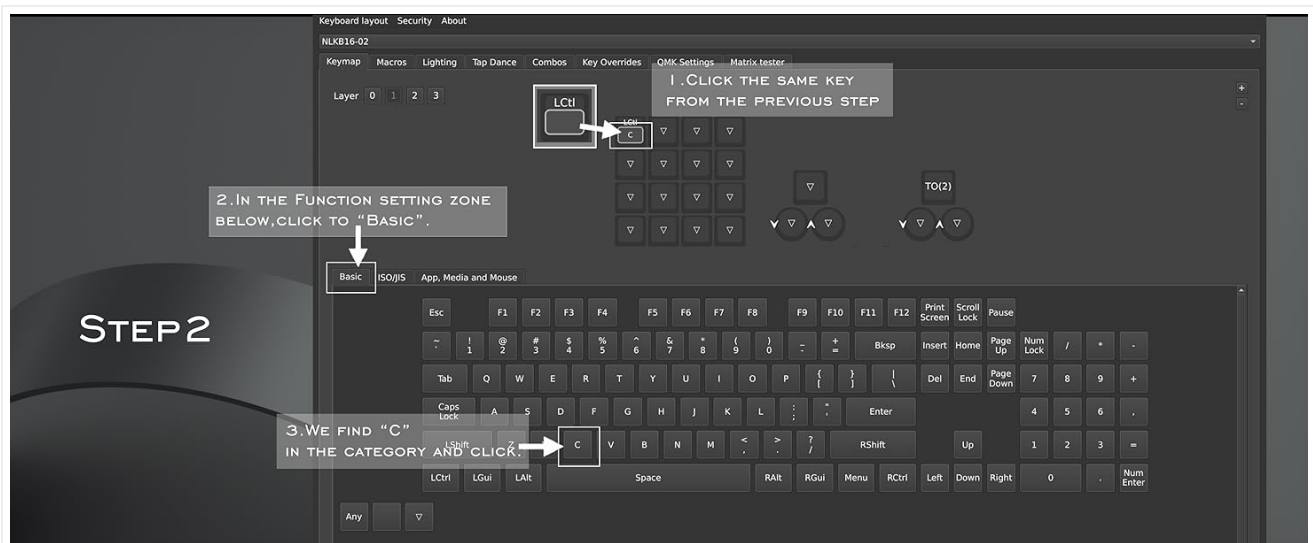 Keyboard layout Security About
NLKB16-02
Keymap Macros Lighting Tap Dance Combos Key Overrides QMK Settings Matrix tester
1.Click the same key
from the previous step
Layer 0 1 2 3
LCtl
LCtl
C
2.In the Function setting zone
below,click to “Basic”.
TO(2)
Basic ISO/JIS App, Media and Mouse
Step2
Esc F1 F2 F3 F4 F5 F6 F7 F8 F9 F10 F11 F12 Print Screen Scroll Lock Pause
~ ` ! 1 @ 2 # 3 $ 4 % 5 ^ 6 & 7 * 8 ( 9 ) 0 _ - + = Bksp Insert Home Page Up Num Lock / * -
Tab Q W E R T Y U I O P { [ } ] | \ Del End Page Down 7 8 9 +
Caps Lock A S D F G H J K L : ; " ' Enter 4 5 6 ,
3.We find “C”
in the category and click.
LShift Z C V B N M < , > . ? / RShift Up 1 2 3 =
LCtrl LGui LAlt Space RAlt RGui Menu RCtrl Left Down Right 0 . Num Enter
Any